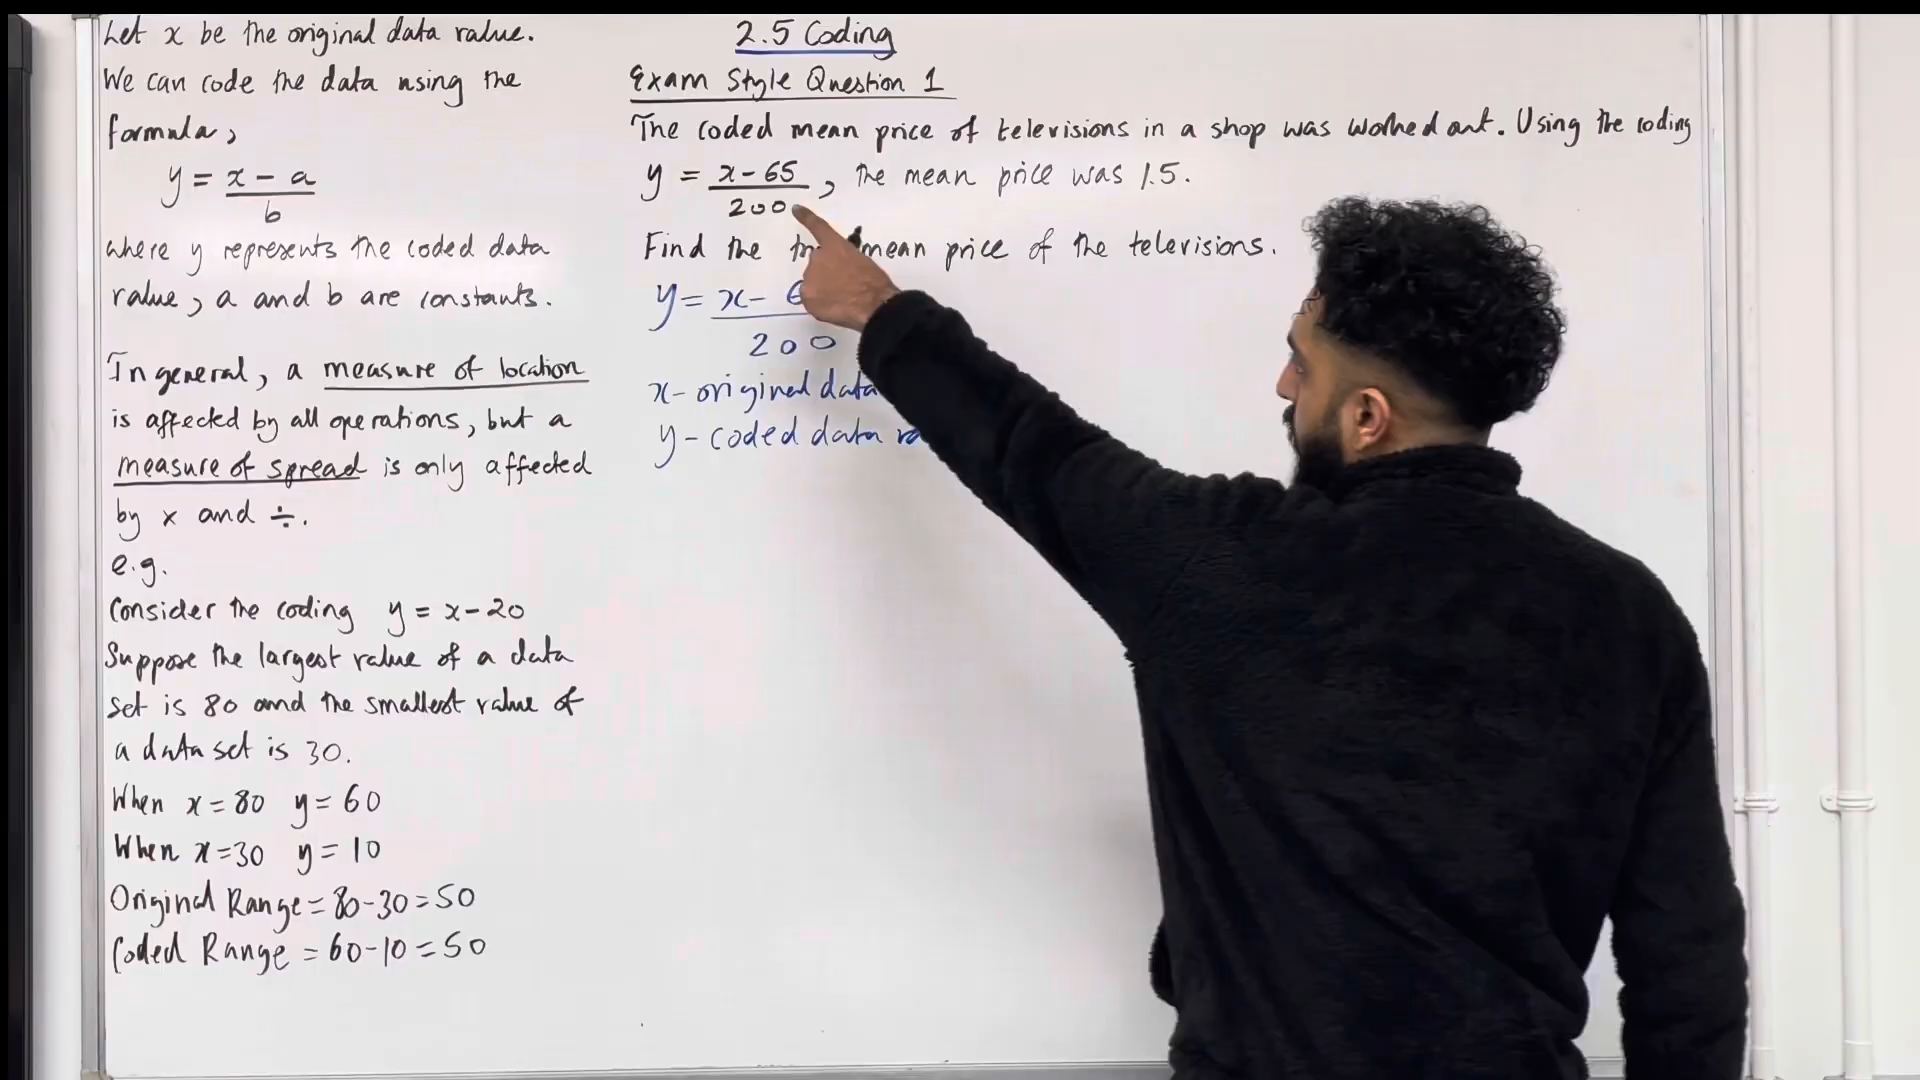 Let x be the original data value.
We can code the data using the
formula,
y = x - a
b
where y represents the coded data
value, a and b are constants.
In general, a measure of location
is affected by all operations, but a
measure of spread is only affected
by × and ÷.
e.g.
Consider the coding y = x - 20
Suppose the largest value of a data
set is 80 and the smallest value of
a data set is 30.
When x = 80 y = 60
When x = 30 y = 10
Original Range = 80 - 30 = 50
Coded Range = 60 - 10 = 50
2.5 Coding
Exam Style Question 1
The coded mean price of televisions in a shop was worked out. Using the coding
y = x - 65
200, the mean price was 1.5.
Find the mean price of the televisions.
y = x -
200
x - original data
y - coded data